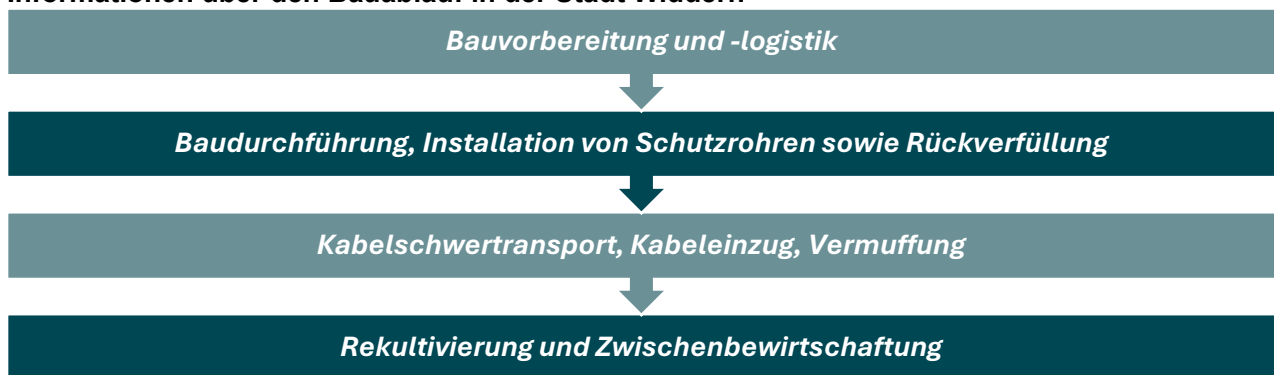 Informationen über den Bauablauf in der Stadt Widdern
Bauvorbereitung und -logistik
Baudurchführung, Installation von Schutzrohren sowie Rückverfüllung
Kabelschwertransport, Kabeleinzug, Vermuffung
Rekultivierung und Zwischenbewirtschaftung